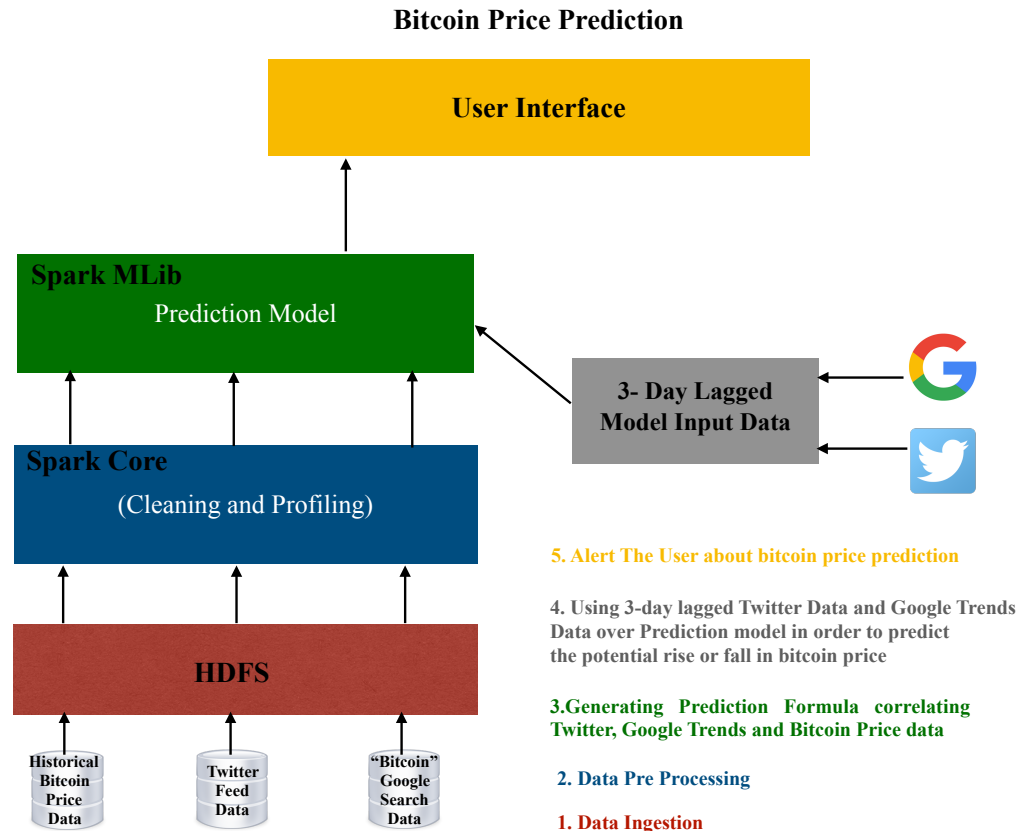 Bitcoin Price Prediction
User Interface
Spark MLib
Prediction Model
3- Day Lagged
Model Input Data
Spark Core
(Cleaning and Profiling)
HDFS
Historical
Bitcoin
Price
Data
Twitter
Feed
Data
“Bitcoin”
Google
Search
Data
5. Alert The User about bitcoin price prediction
4. Using 3-day lagged Twitter Data and Google Trends
Data over Prediction model in order to predict
the potential rise or fall in bitcoin price
3.Generating Prediction Formula correlating
Twitter, Google Trends and Bitcoin Price data
2. Data Pre Processing
1. Data Ingestion